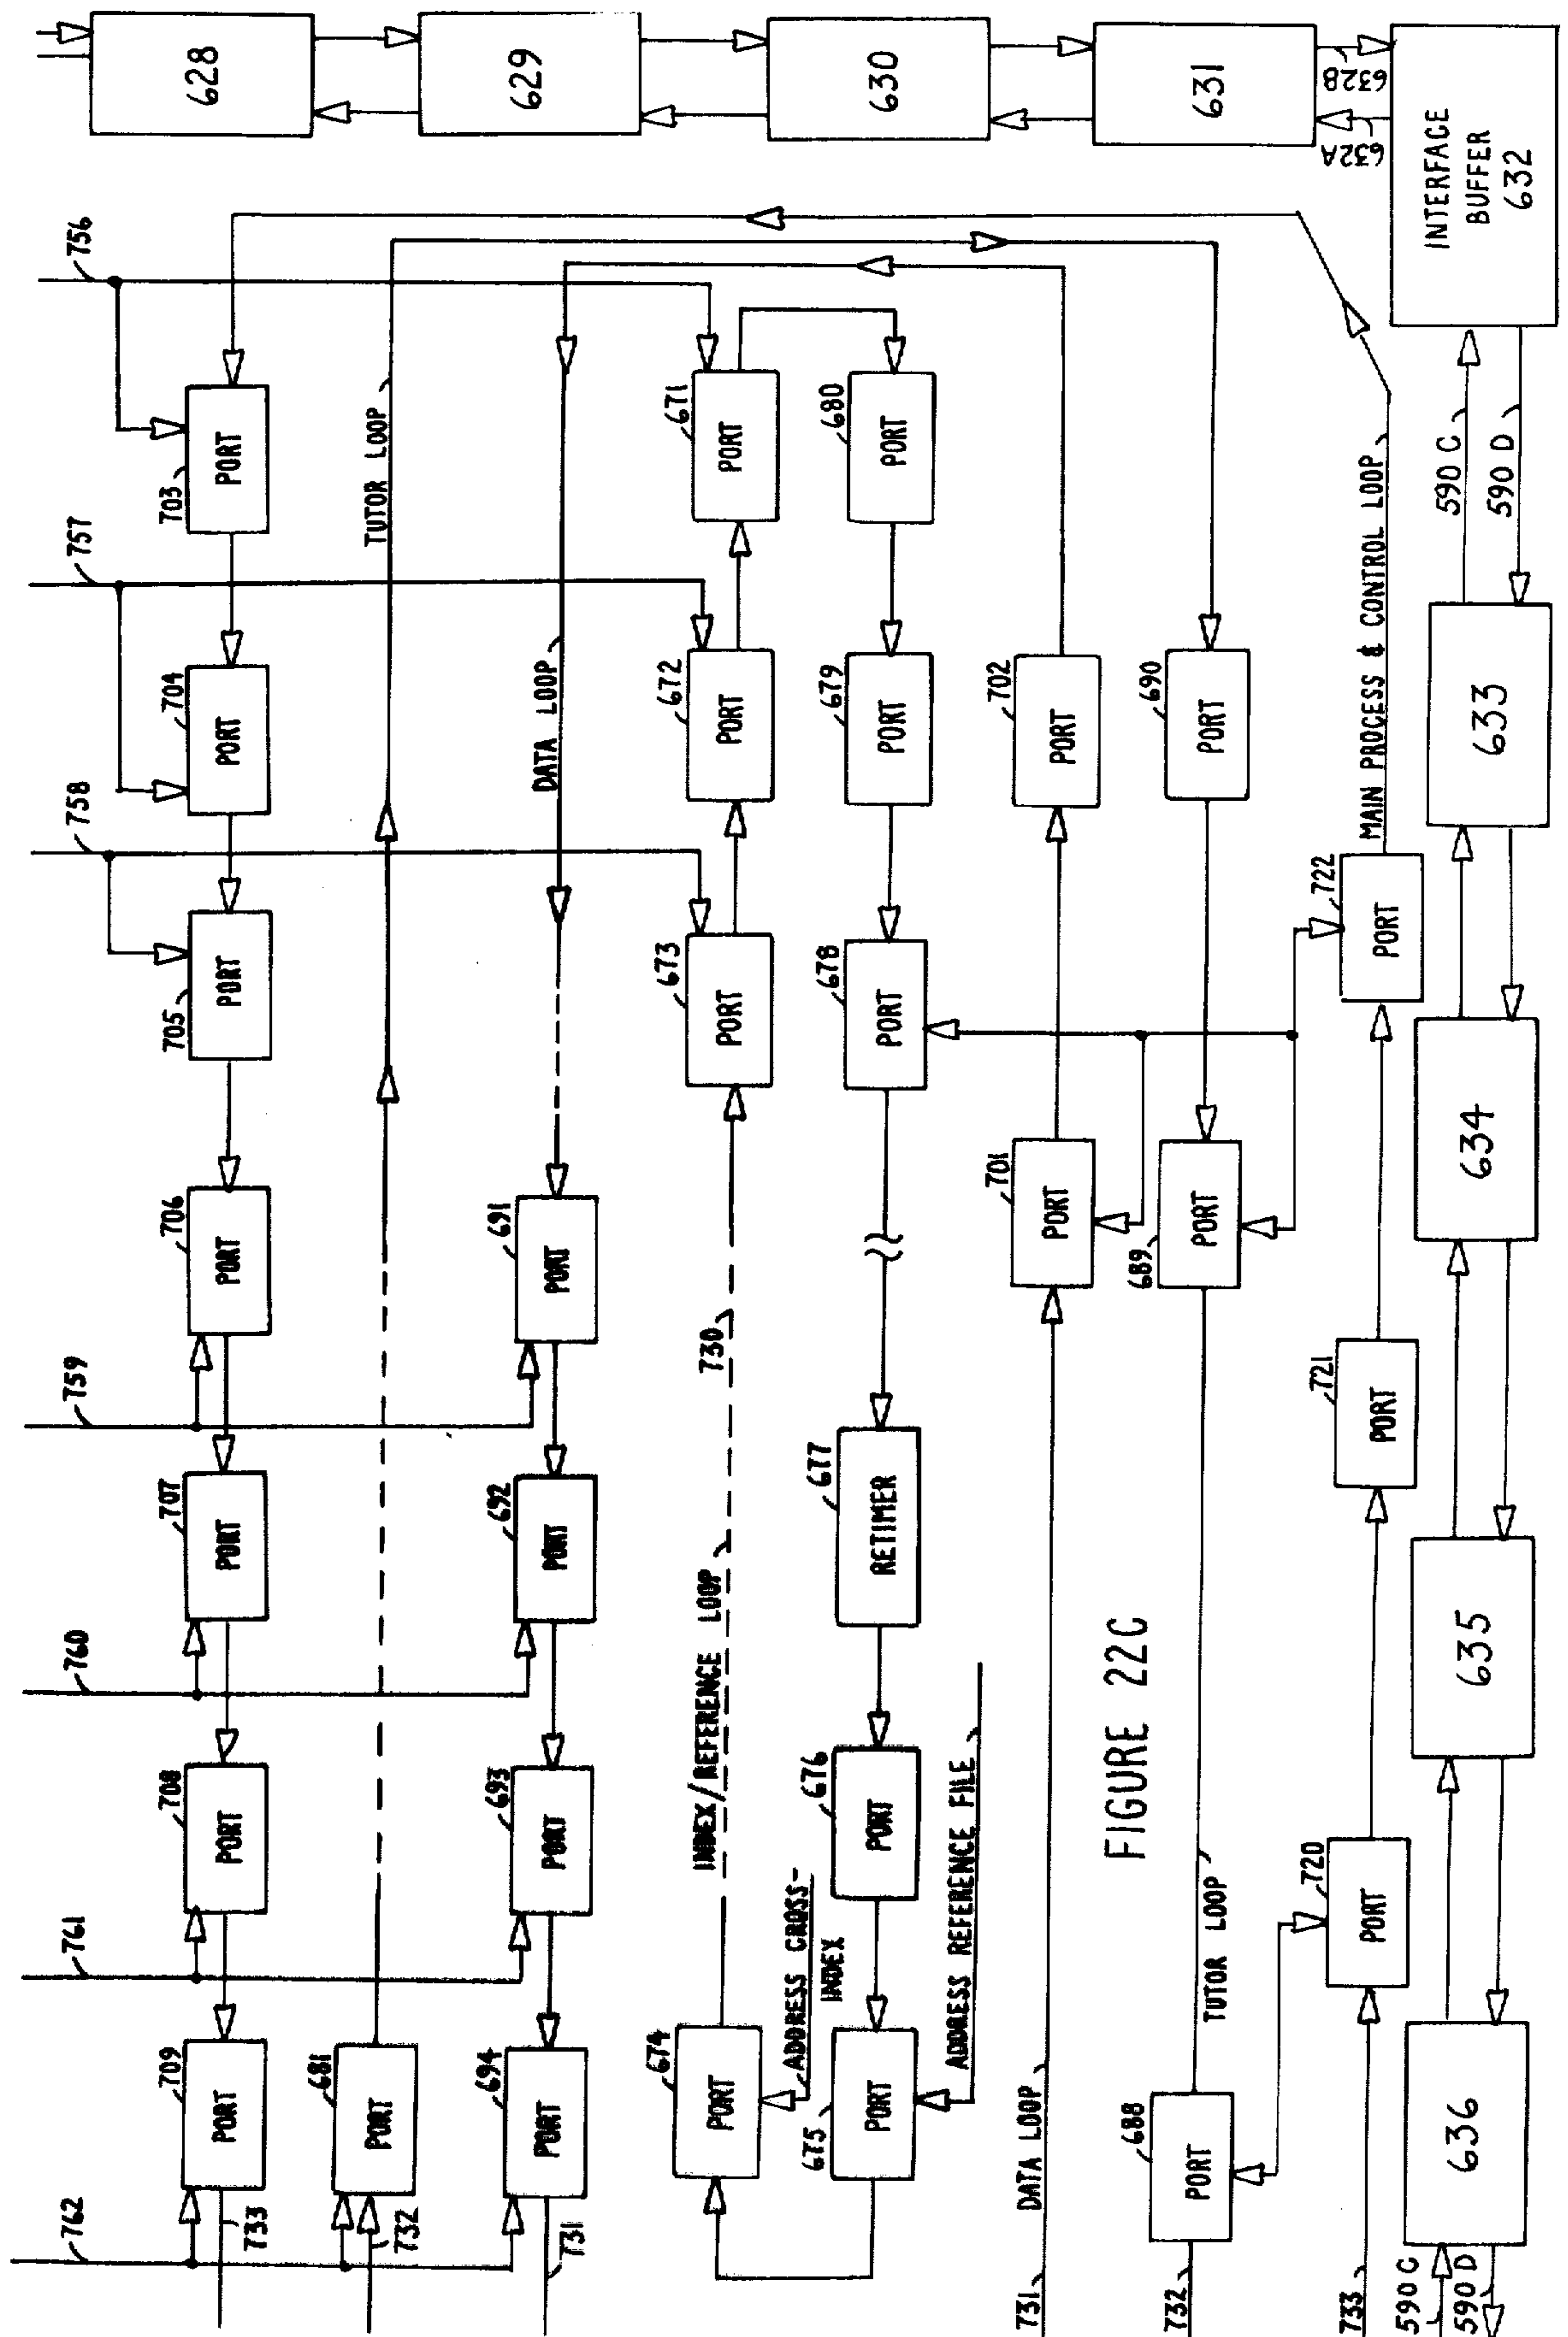 762
761
760
759
758
757
756
628
709
PORT
708
PORT
707
PORT
706
PORT
705
PORT
704
PORT
703
PORT
733
629
681
PORT
732
TUTOR LOOP
694
PORT
693
PORT
692
PORT
691
PORT
DATA LOOP
731
630
674
PORT
INDEX/REFERENCE LOOP
730
673
PORT
672
PORT
671
PORT
ADDRESS CROSS-
INDEX
675
PORT
676
PORT
677
RETIMER
678
PORT
679
PORT
680
PORT
ADDRESS REFERENCE FILE
631
731
DATA LOOP
701
PORT
702
PORT
FIGURE 22C
732
688
PORT
TUTOR LOOP
689
PORT
690
PORT
632A
632B
733
720
PORT
721
PORT
722
PORT
MAIN PROCESS & CONTROL LOOP
590 C
590 D
636
635
634
633
590 C
590 D
INTERFACE
BUFFER
632